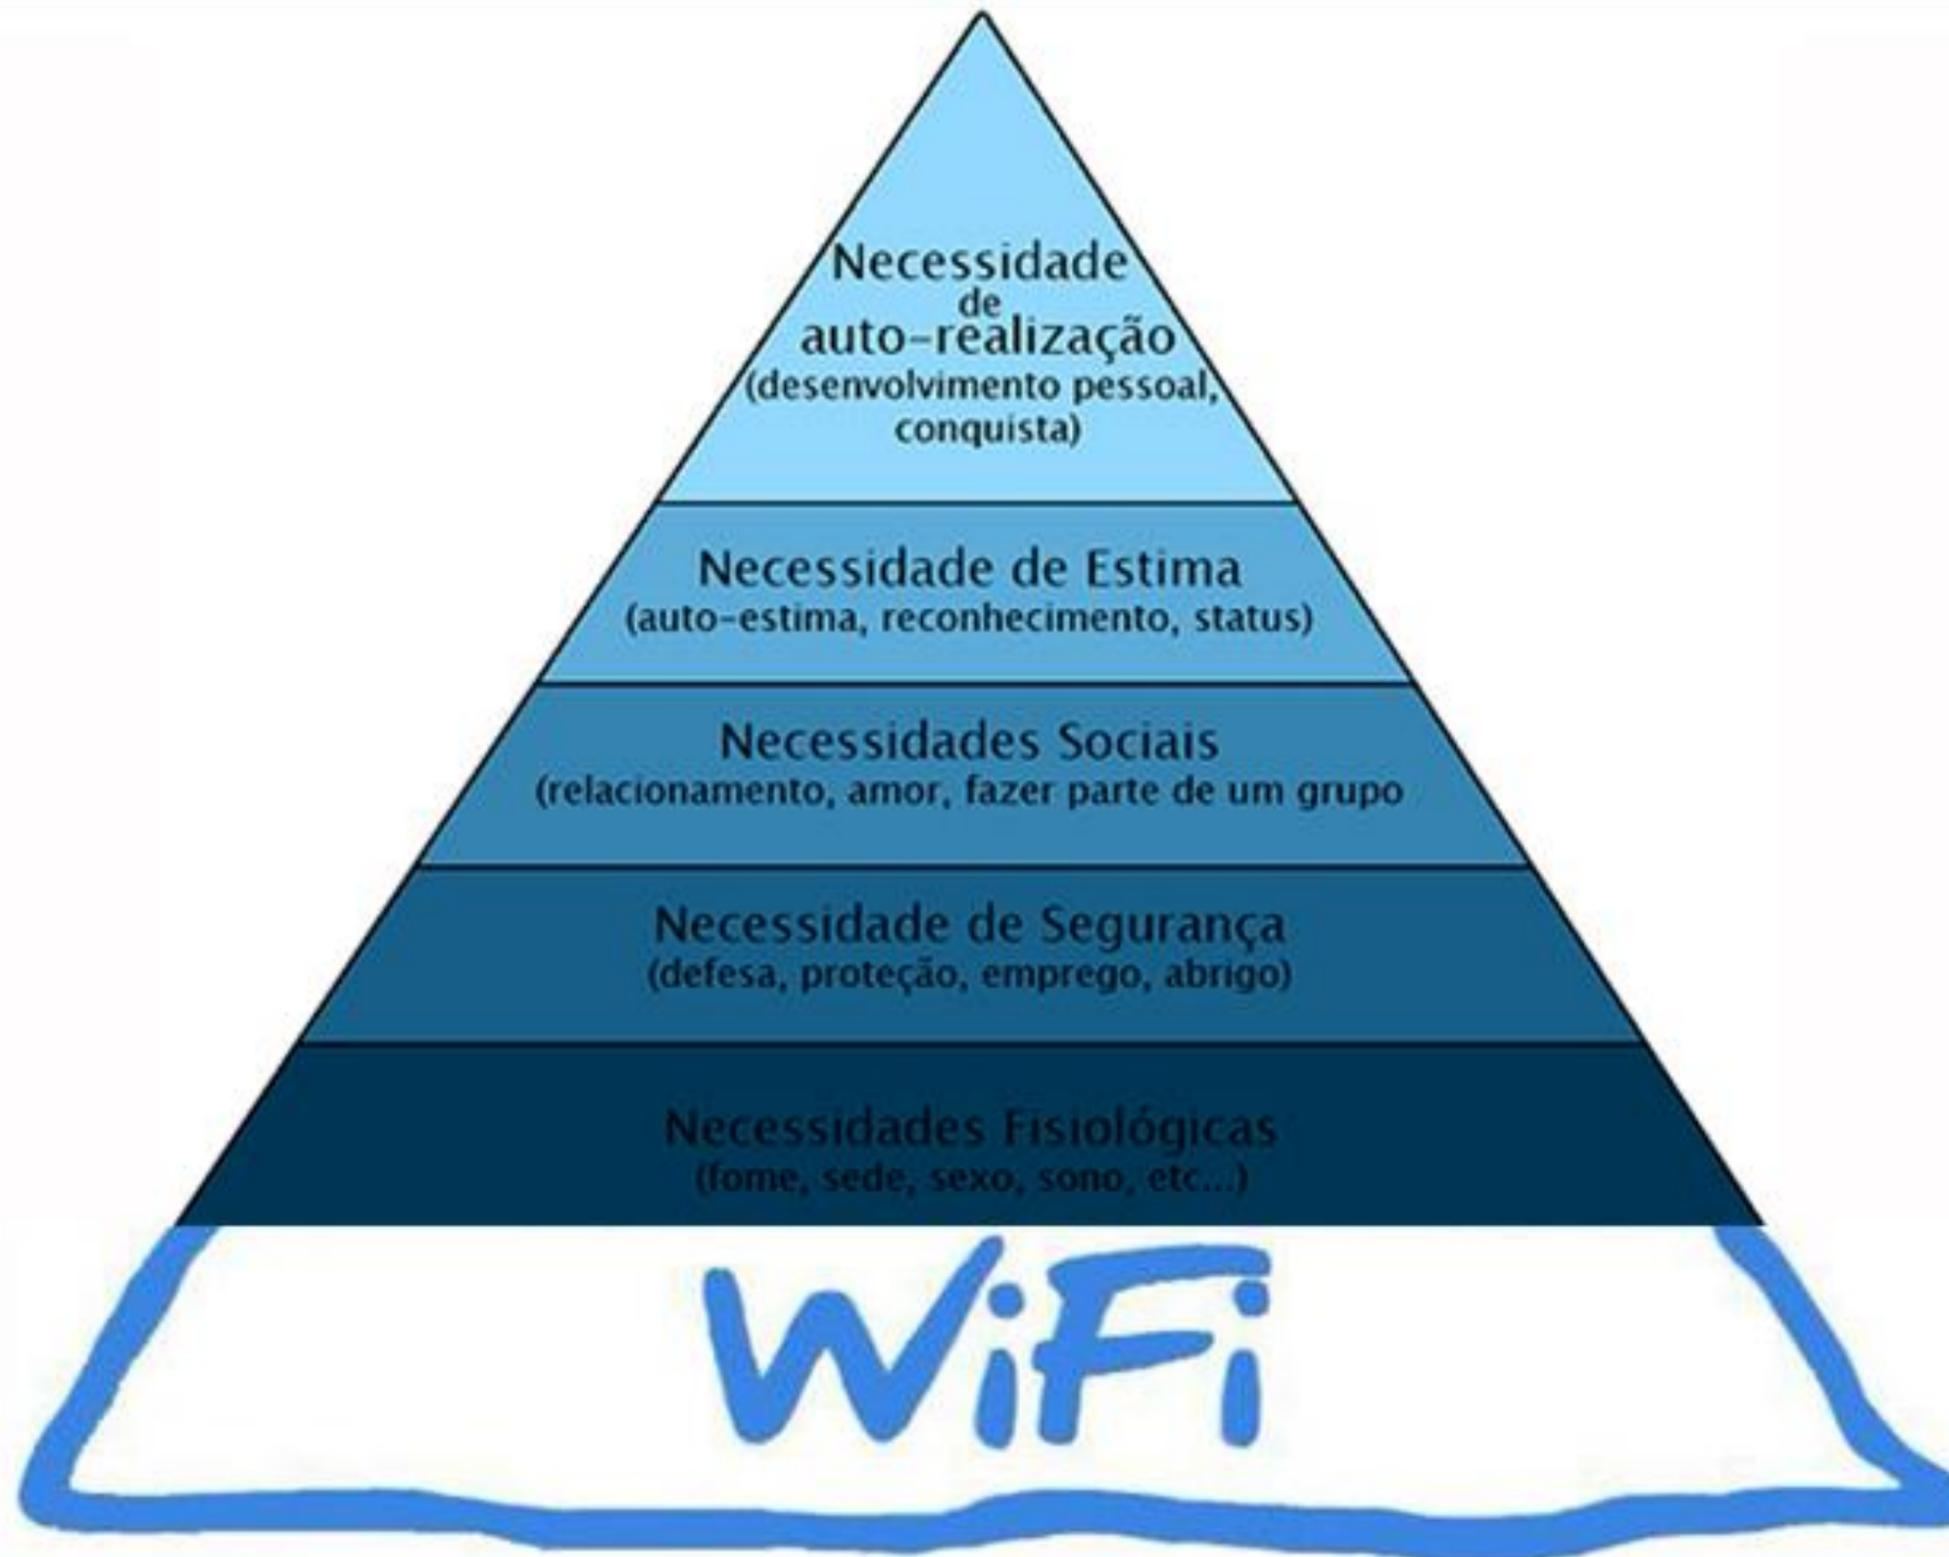 Necessidade
de
auto-realização
(desenvolvimento pessoal,
conquista)
Necessidade de Estima
(auto-estima, reconhecimento, status)
Necessidades Sociais
(relacionamento, amor, fazer parte de um grupo
Necessidade de Segurança
(defesa, proteção, emprego, abrigo)
Necessidades Fisiológicas
(fome, sede, sexo, sono, etc...)
WiFi